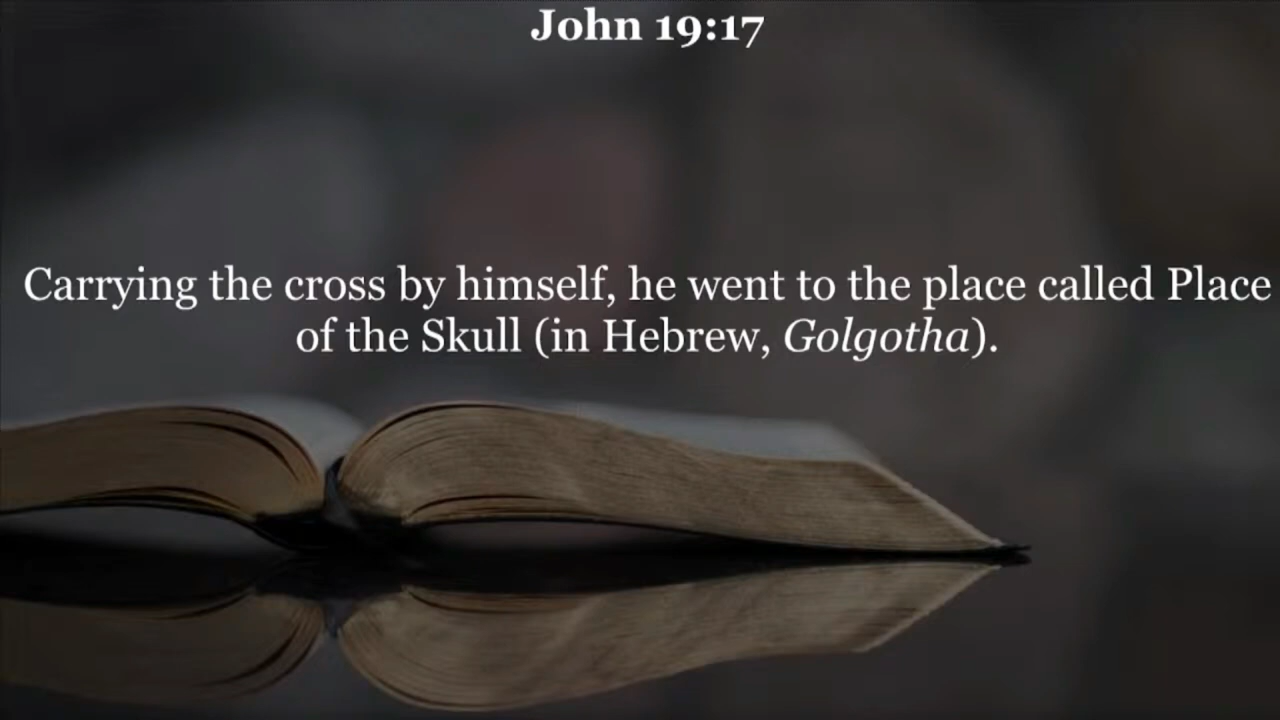 John 19:17
Carrying the cross by himself, he went to the place called Place
of the Skull (in Hebrew, Golgotha).